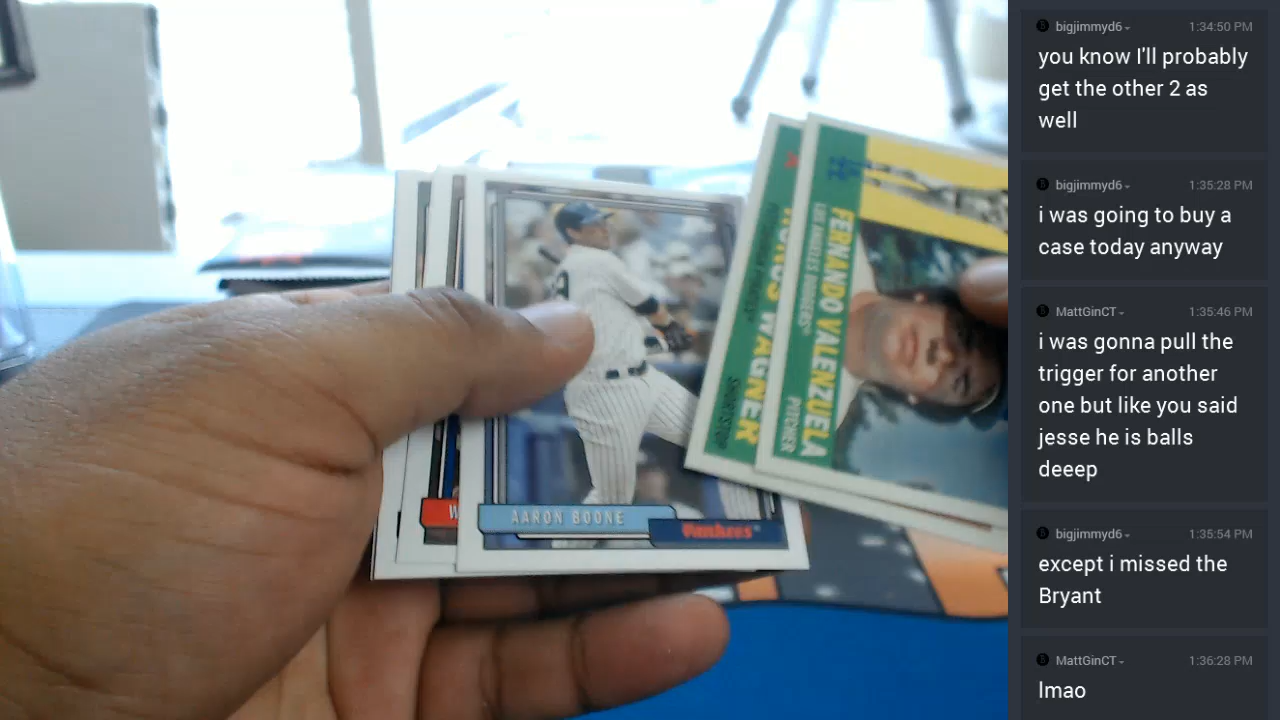 AARON BOONE
Yankees
W
HONUS WAGNER
SHORTSTOP
FERNANDO VALENZUELA
LOS ANGELES DODGERS
PITCHER
bigjimmyd6 1:34:50 PM
you know I'll probably
get the other 2 as
well
bigjimmyd6 1:35:28 PM
i was going to buy a
case today anyway
MattGinCT 1:35:46 PM
i was gonna pull the
trigger for another
one but like you said
jesse he is balls
deeep
bigjimmyd6 1:35:54 PM
except i missed the
Bryant
MattGinCT 1:36:28 PM
lmao